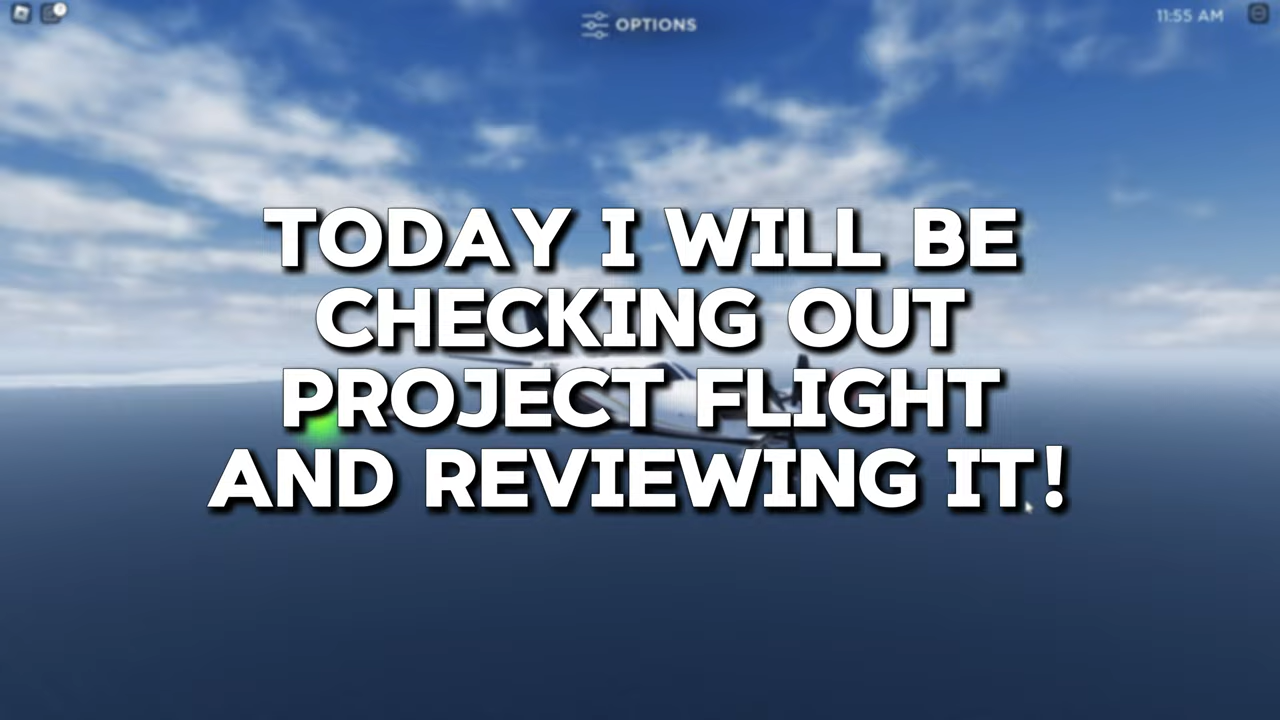 OPTIONS
11:55 AM
TODAY I WILL BE
CHECKING OUT
PROJECT FLIGHT
AND REVIEWING IT!